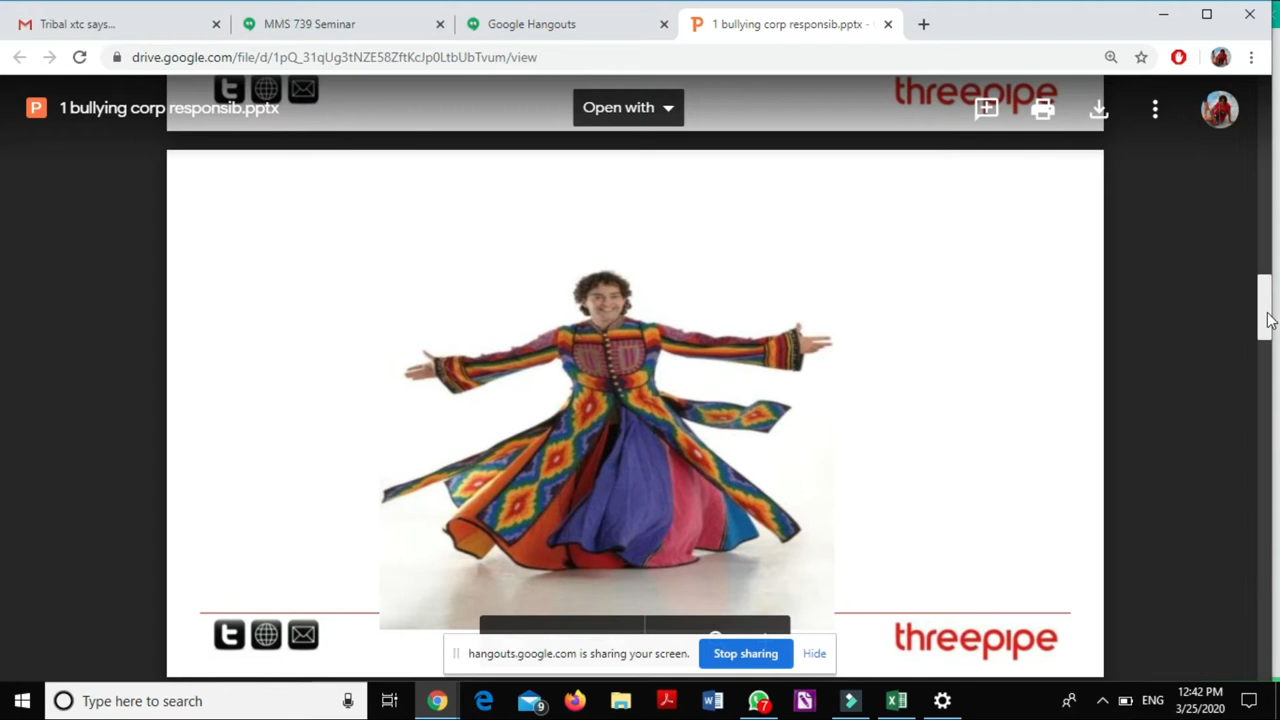 Tribal xtc says...
MMS 739 Seminar
Google Hangouts
1 bullying corp responsib.pptx -
drive.google.com/file/d/1pQ_31qUg3tNZE58ZftKcJp0LtbUbTvum/view
threepipe
P 1 bullying corp responsib.pptx
Open with
threepipe
hangouts.google.com is sharing your screen.
Stop sharing
Hide
Type here to search
9
7
ENG
12:42 PM
3/25/2020